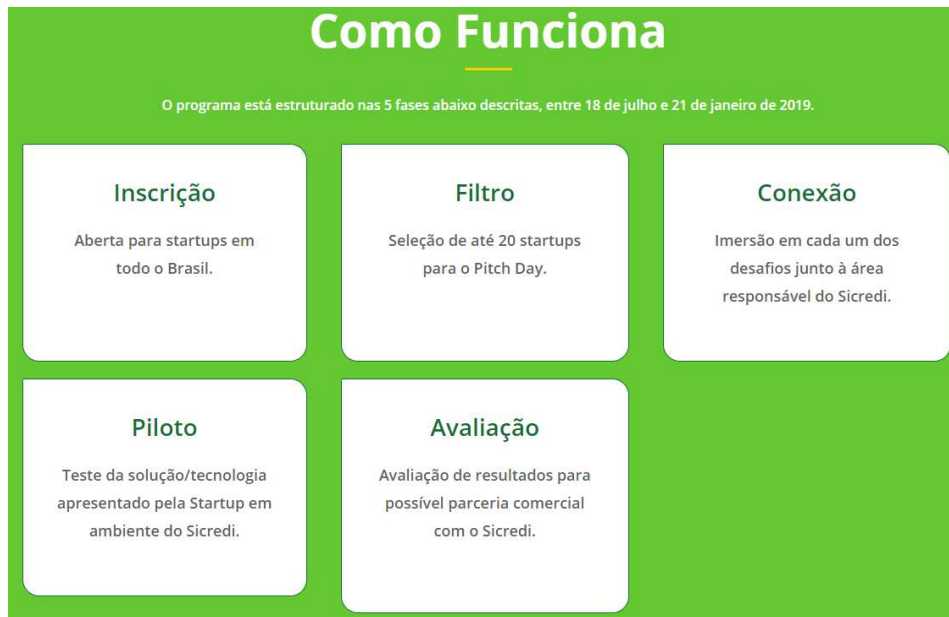 Como Funciona
O programa está estruturado nas 5 fases abaixo descritas, entre 18 de julho e 21 de janeiro de 2019.
Inscrição
Aberta para startups em
todo o Brasil.
Filtro
Seleção de até 20 startups
para o Pitch Day.
Conexão
Imersão em cada um dos
desafios junto à área
responsável do Sicredi.
Piloto
Teste da solução/tecnologia
apresentado pela Startup em
ambiente do Sicredi.
Avaliação
Avaliação de resultados para
possível parceria comercial
com o Sicredi.